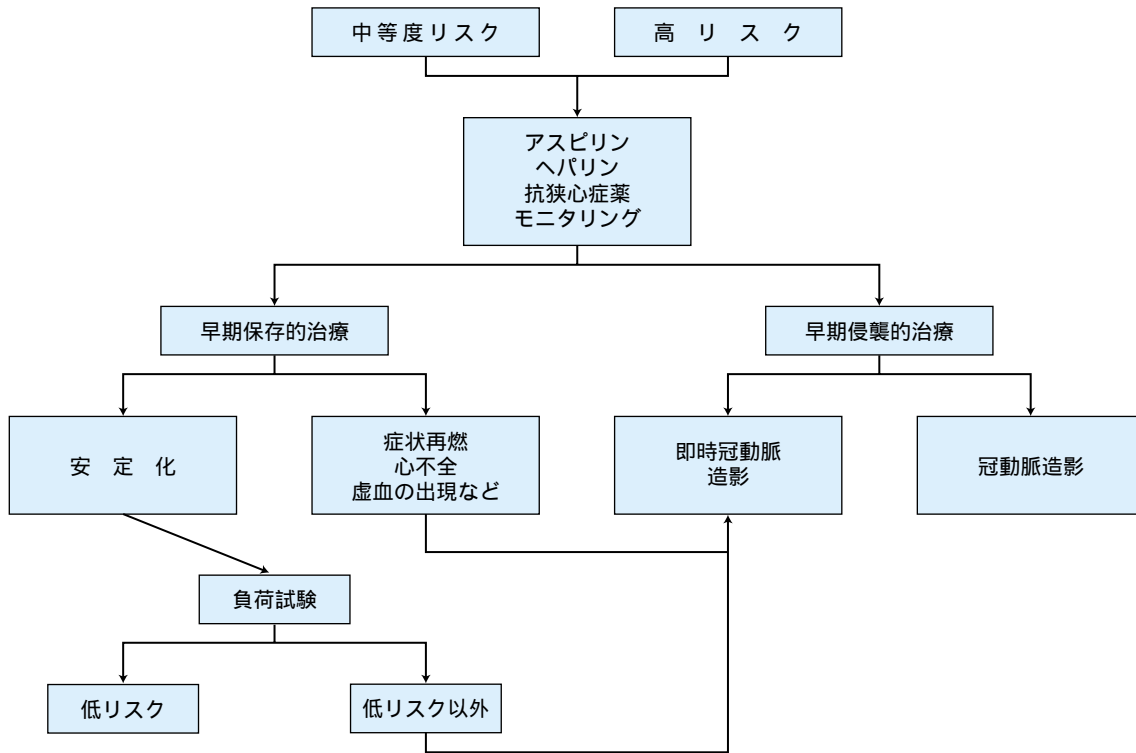 中等度リスク
高リスク
アスピリン
ヘパリン
抗狭心症薬
モニタリング
早期保存的治療
早期侵襲的治療
安定化
症状再燃
心不全
虚血の出現など
即時冠動脈
造影
冠動脈造影
負荷試験
低リスク
低リスク以外